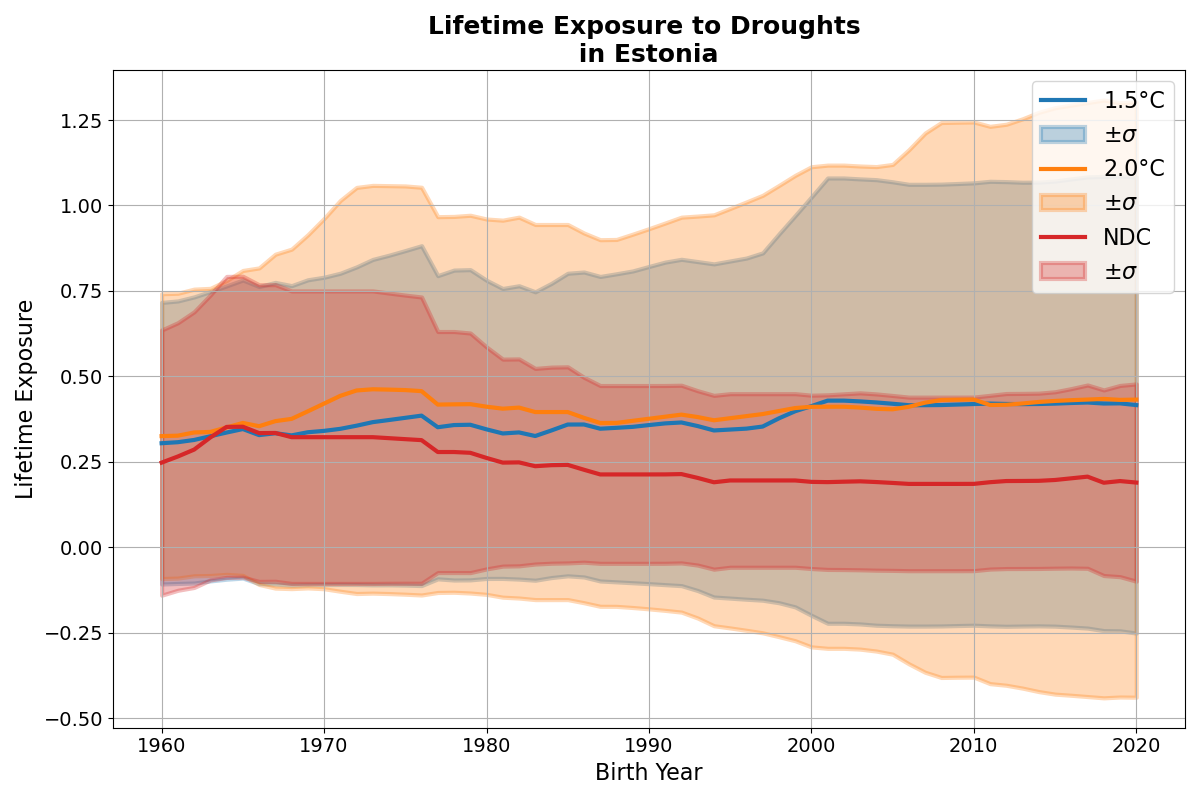 Lifetime Exposure to Droughts
in Estonia
1.5°C
±σ
2.0°C
±σ
NDC
±σ
Lifetime Exposure
1.25
1.00
0.75
0.50
0.25
0.00
−0.25
−0.50
1960
1970
1980
1990
2000
2010
2020
Birth Year